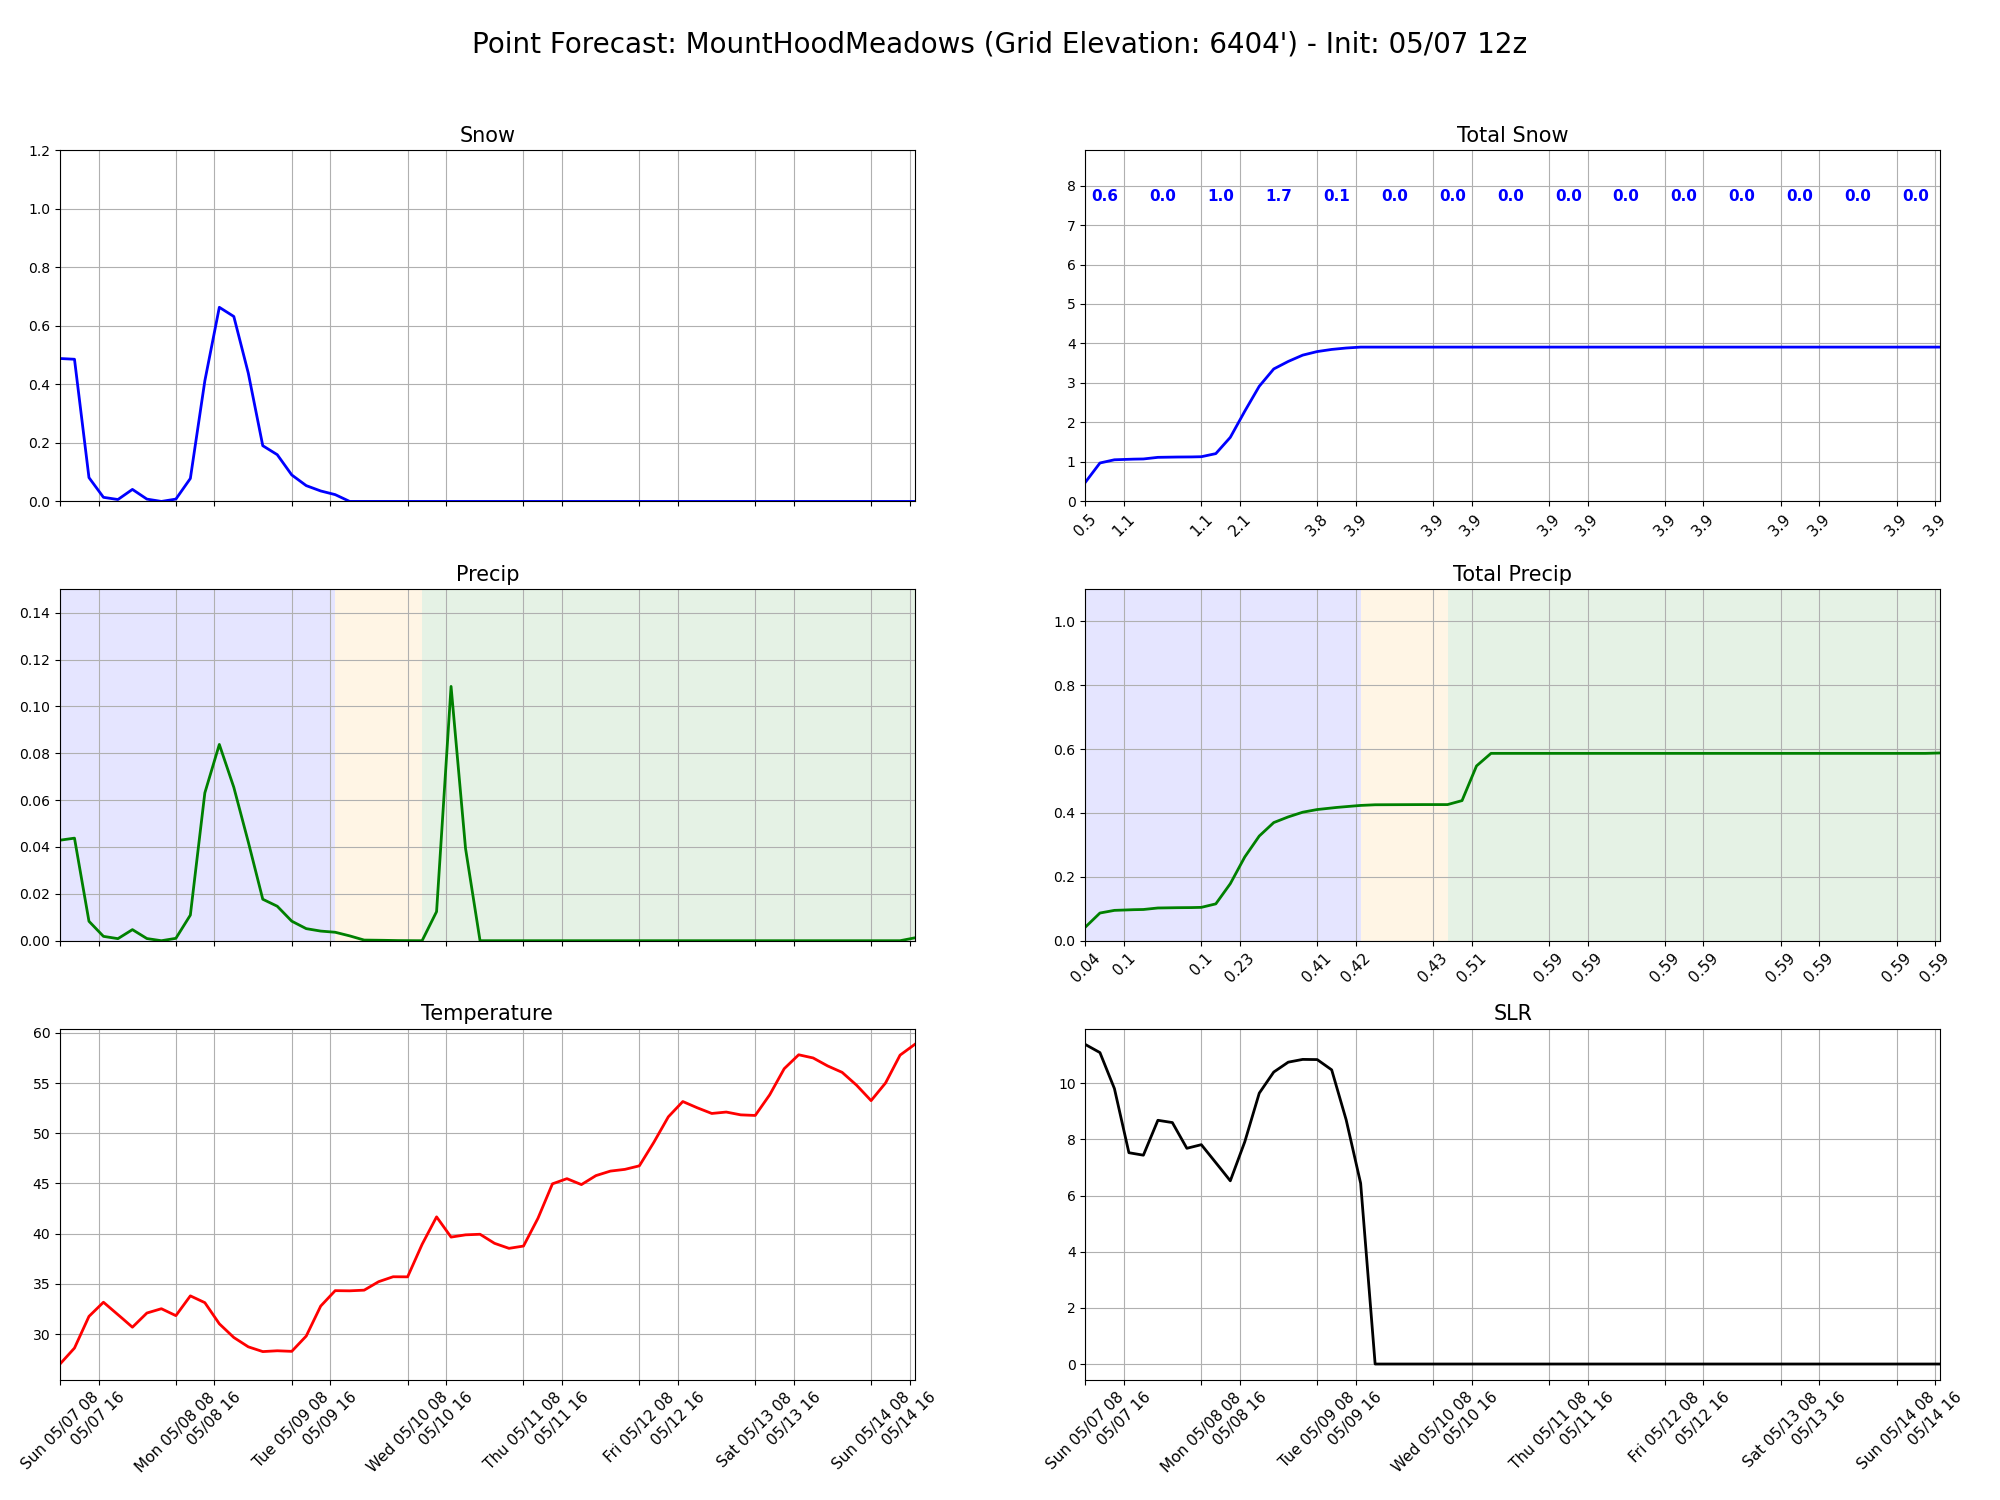 Point Forecast: MountHoodMeadows (Grid Elevation: 6404') - Init: 05/07 12z
Snow
1.2
1.0
0.8
0.6
0.4
0.2
0.0
Total Snow
0.6 0.0 1.0 1.7 0.1 0.0 0.0 0.0 0.0 0.0 0.0 0.0 0.0 0.0 0.0
8
7
6
5
4
3
2
1
0
0.5 1.1 1.1 2.1 3.8 3.9 3.9 3.9 3.9 3.9 3.9 3.9 3.9 3.9 3.9 3.9
Precip
0.14
0.12
0.10
0.08
0.06
0.04
0.02
0.00
Total Precip
1.0
0.8
0.6
0.4
0.2
0.0
0.04 0.1 0.1 0.23 0.41 0.42 0.43 0.51 0.59 0.59 0.59 0.59 0.59 0.59 0.59 0.59
Temperature
60
55
50
45
40
35
30
Sun 05/07 08
05/07 16
Mon 05/08 08
05/08 16
Tue 05/09 08
05/09 16
Wed 05/10 08
05/10 16
Thu 05/11 08
05/11 16
Fri 05/12 08
05/12 16
Sat 05/13 08
05/13 16
Sun 05/14 08
05/14 16
SLR
10
8
6
4
2
0
Sun 05/07 08
05/07 16
Mon 05/08 08
05/08 16
Tue 05/09 08
05/09 16
Wed 05/10 08
05/10 16
Thu 05/11 08
05/11 16
Fri 05/12 08
05/12 16
Sat 05/13 08
05/13 16
Sun 05/14 08
05/14 16